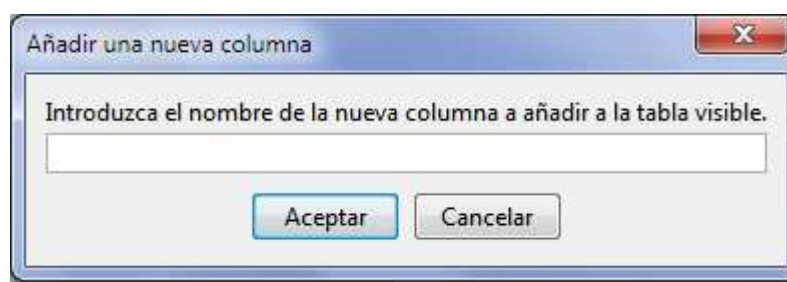 Añadir una nueva columna
Introduzca el nombre de la nueva columna a añadir a la tabla visible.
Aceptar
Cancelar